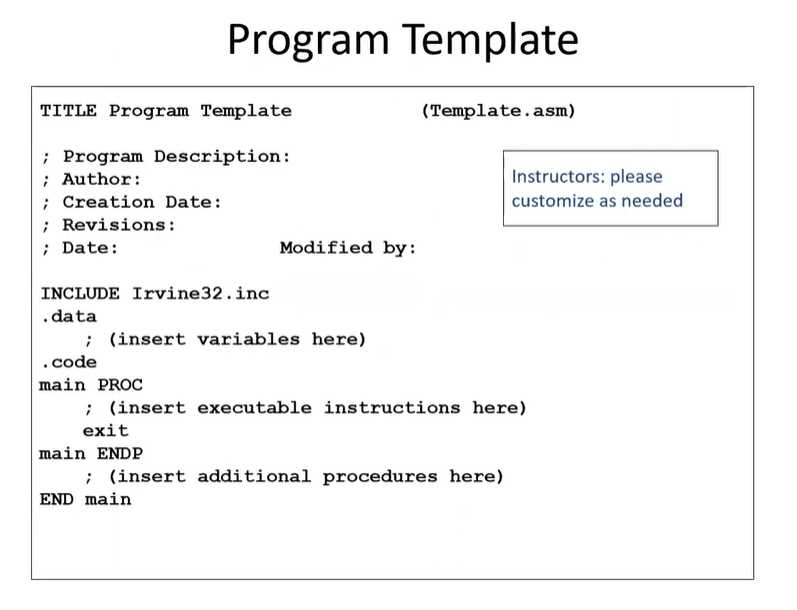 Program Template
TITLE Program Template (Template.asm)
; Program Description:
; Author:
; Creation Date:
; Revisions:
; Date: Modified by:
Instructors: please
customize as needed
INCLUDE Irvine32.inc
.data
; (insert variables here)
.code
main PROC
; (insert executable instructions here)
exit
main ENDP
; (insert additional procedures here)
END main